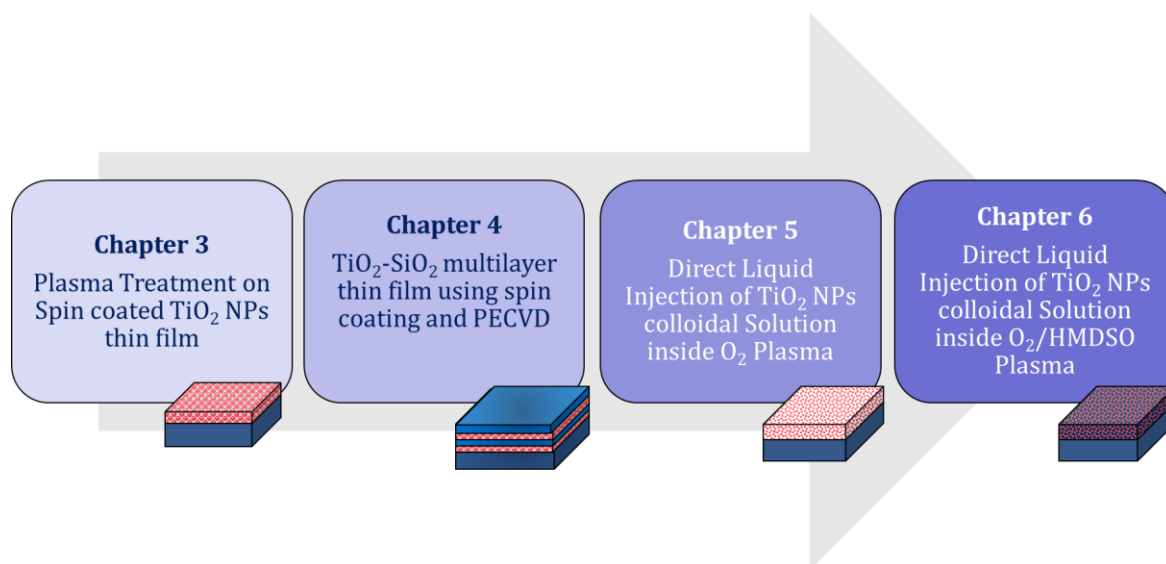 Chapter 3
Plasma Treatment on
Spin coated TiO₂ NPs
thin film
Chapter 4
TiO₂-SiO₂ multilayer
thin film using spin
coating and PECVD
Chapter 5
Direct Liquid
Injection of TiO₂ NPs
colloidal Solution
inside O₂ Plasma
Chapter 6
Direct Liquid
Injection of TiO₂ NPs
colloidal Solution
inside O₂/HMDSO
Plasma